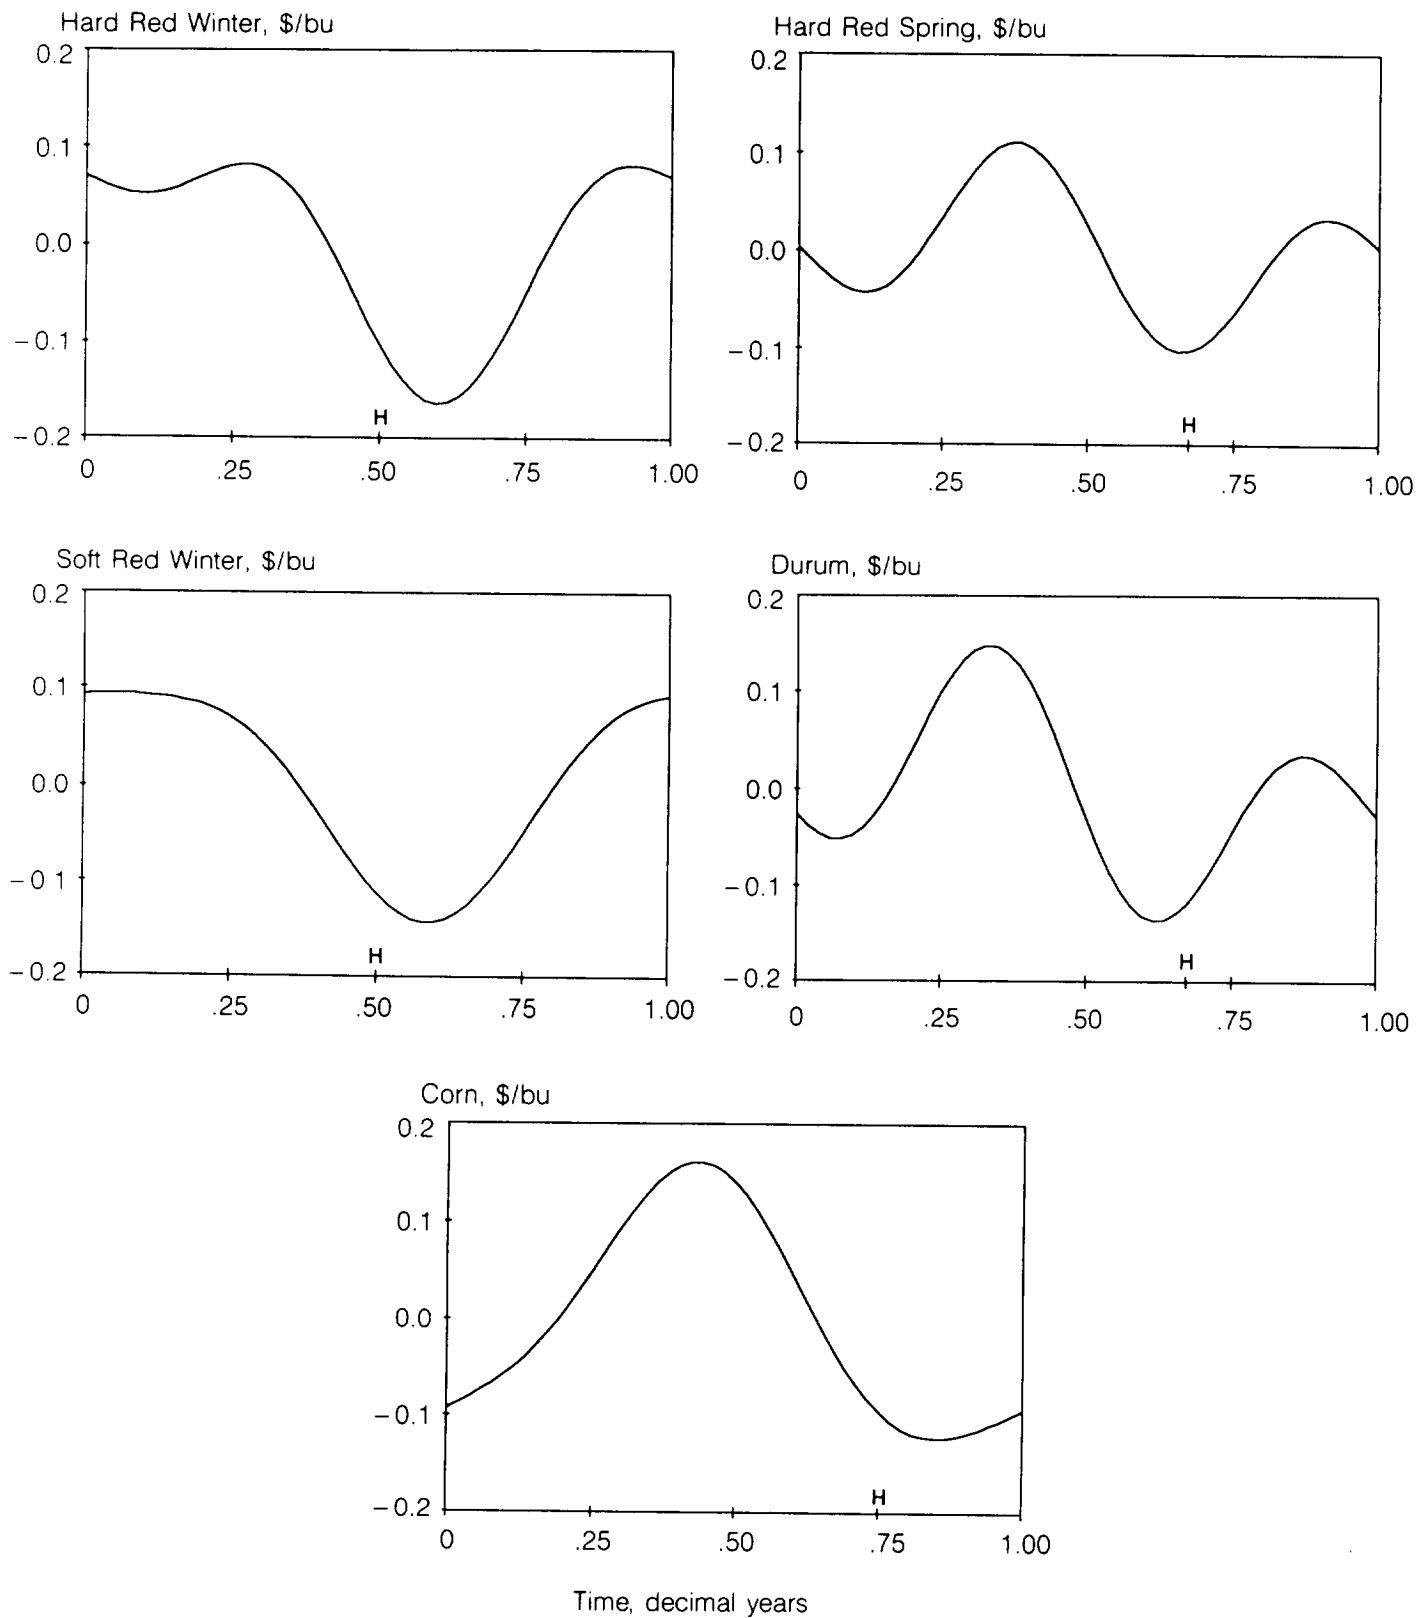 Hard Red Winter, $/bu
0.2
0.1
0.0
−0.1
−0.2
H
0 .25 .50 .75 1.00
Hard Red Spring, $/bu
0.2
0.1
0.0
−0.1
−0.2
H
0 .25 .50 .75 1.00
Soft Red Winter, $/bu
0.2
0.1
0.0
−0 1
−0.2
H
0 .25 .50 .75 1.00
Durum, $/bu
0.2
0.1
0.0
−0.1
−0.2
H
0 .25 .50 .75 1.00
Corn, $/bu
0.2
0.1
0.0
−0.1
−0.2
H
0 .25 .50 .75 1.00
Time, decimal years